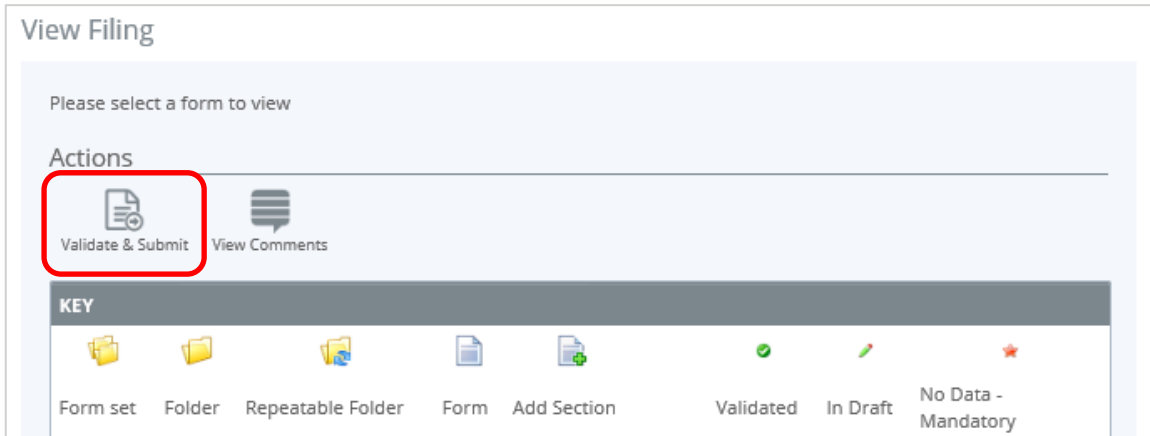 View Filing
Please select a form to view
Actions
Validate & Submit View Comments
KEY
Form set Folder Repeatable Folder Form Add Section Validated In Draft No Data -
Mandatory